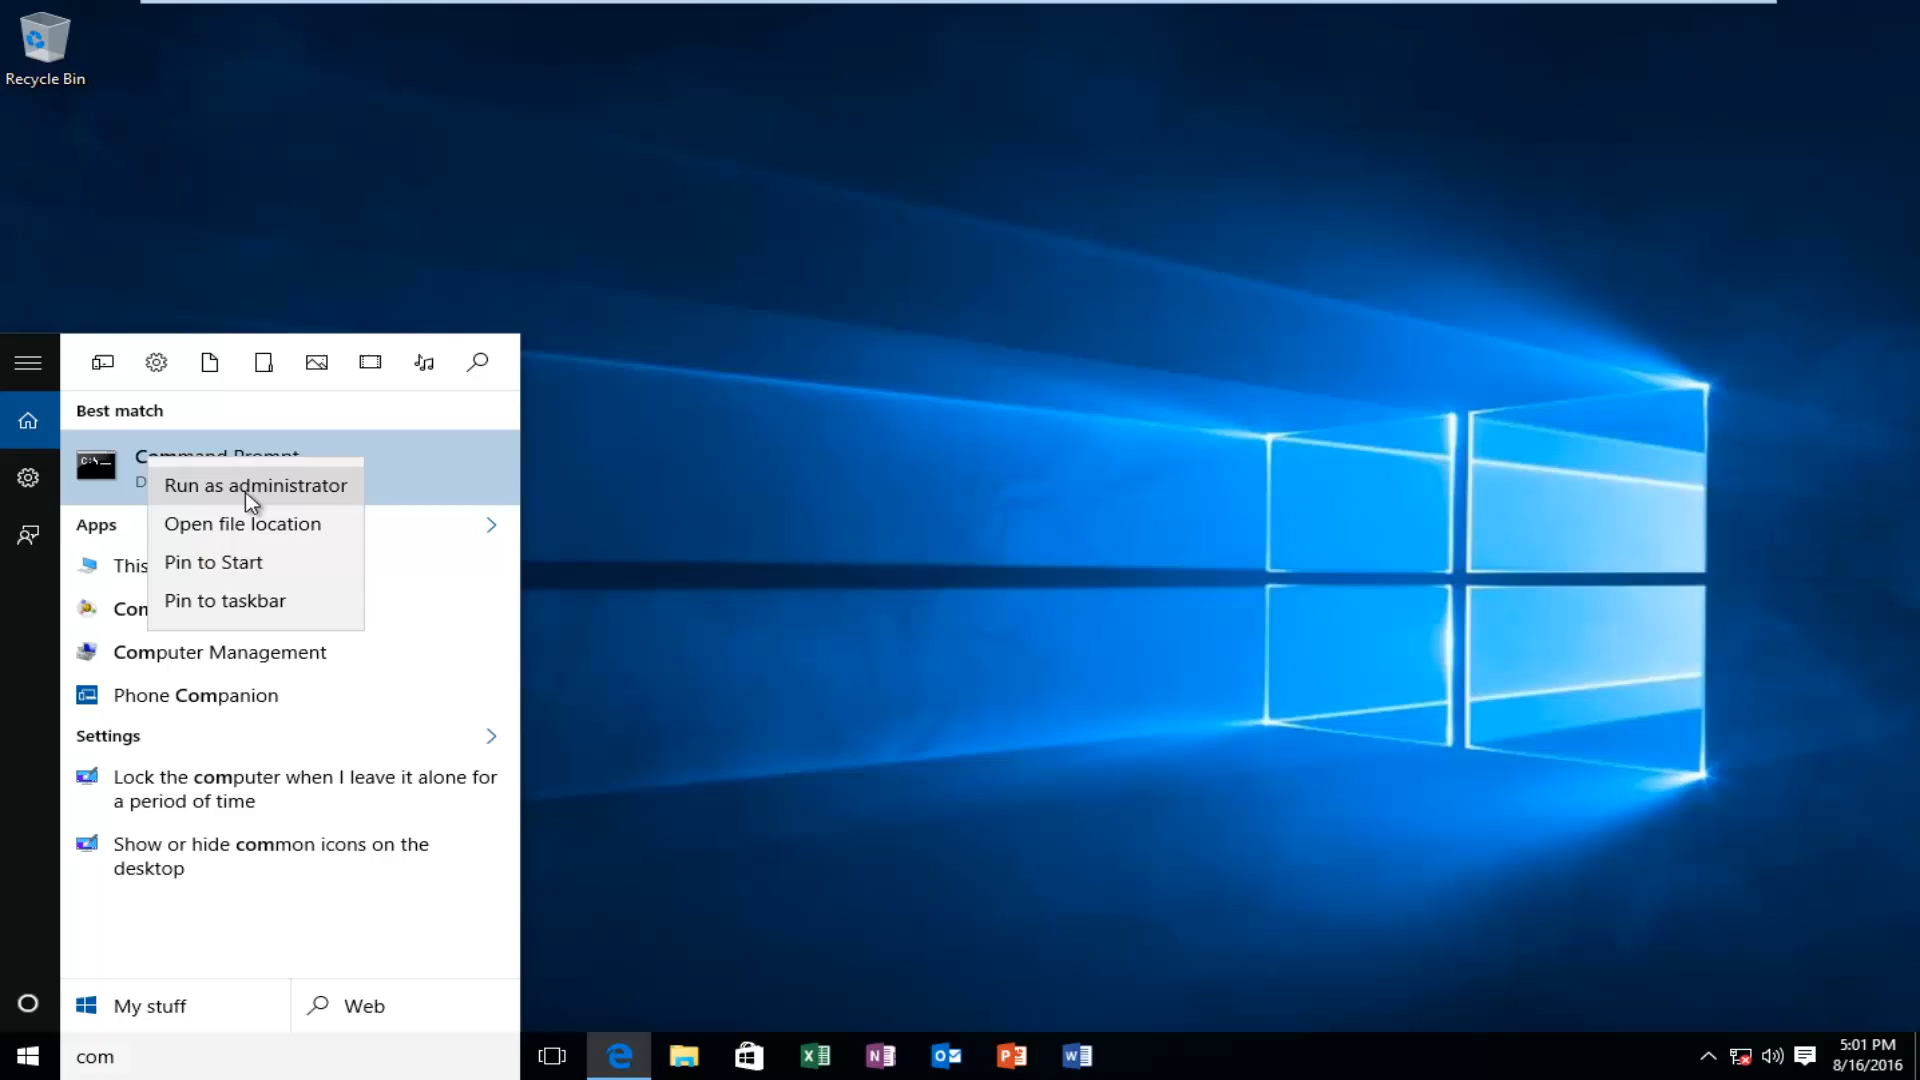 Recycle Bin
Best match
Run as administrator
Open file location
Pin to Start
Pin to taskbar
Apps
This
Com
Computer Management
Phone Companion
Settings
Lock the computer when I leave it alone for
a period of time
Show or hide common icons on the
desktop
My stuff
Web
com
5:01 PM
8/16/2016